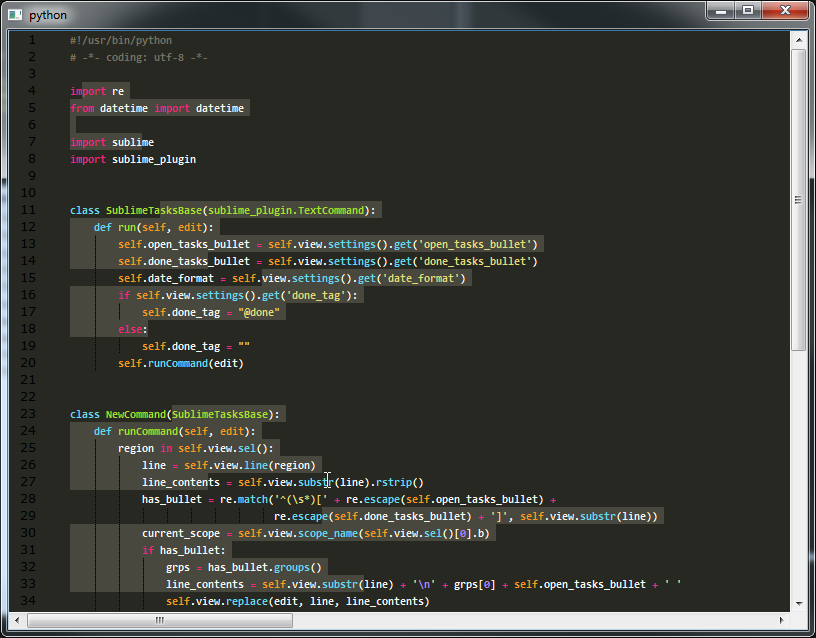 python
1 #!/usr/bin/python
2 # -*- coding: utf-8 -*-
3
4 import re
5 from datetime import datetime
6
7 import sublime
8 import sublime_plugin
9
10
11 class SublimeTasksBase(sublime_plugin.TextCommand):
12     def run(self, edit):
13         self.open_tasks_bullet = self.view.settings().get('open_tasks_bullet')
14         self.done_tasks_bullet = self.view.settings().get('done_tasks_bullet')
15         self.date_format = self.view.settings().get('date_format')
16         if self.view.settings().get('done_tag'):
17             self.done_tag = "@done"
18         else:
19             self.done_tag = ""
20         self.runCommand(edit)
21
22
23 class NewCommand(SublimeTasksBase):
24     def runCommand(self, edit):
25         region in self.view.sel():
26             line = self.view.line(region)
27             line_contents = self.view.substr(line).rstrip()
28             has_bullet = re.match('^(\s*)[' + re.escape(self.open_tasks_bullet) +
29                                   re.escape(self.done_tasks_bullet) + ']', self.view.substr(line))
30             current_scope = self.view.scope_name(self.view.sel()[0].b)
31             if has_bullet:
32                 grps = has_bullet.groups()
33                 line_contents = self.view.substr(line) + '\n' + grps[0] + self.open_tasks_bullet + ' '
34                 self.view.replace(edit, line, line_contents)